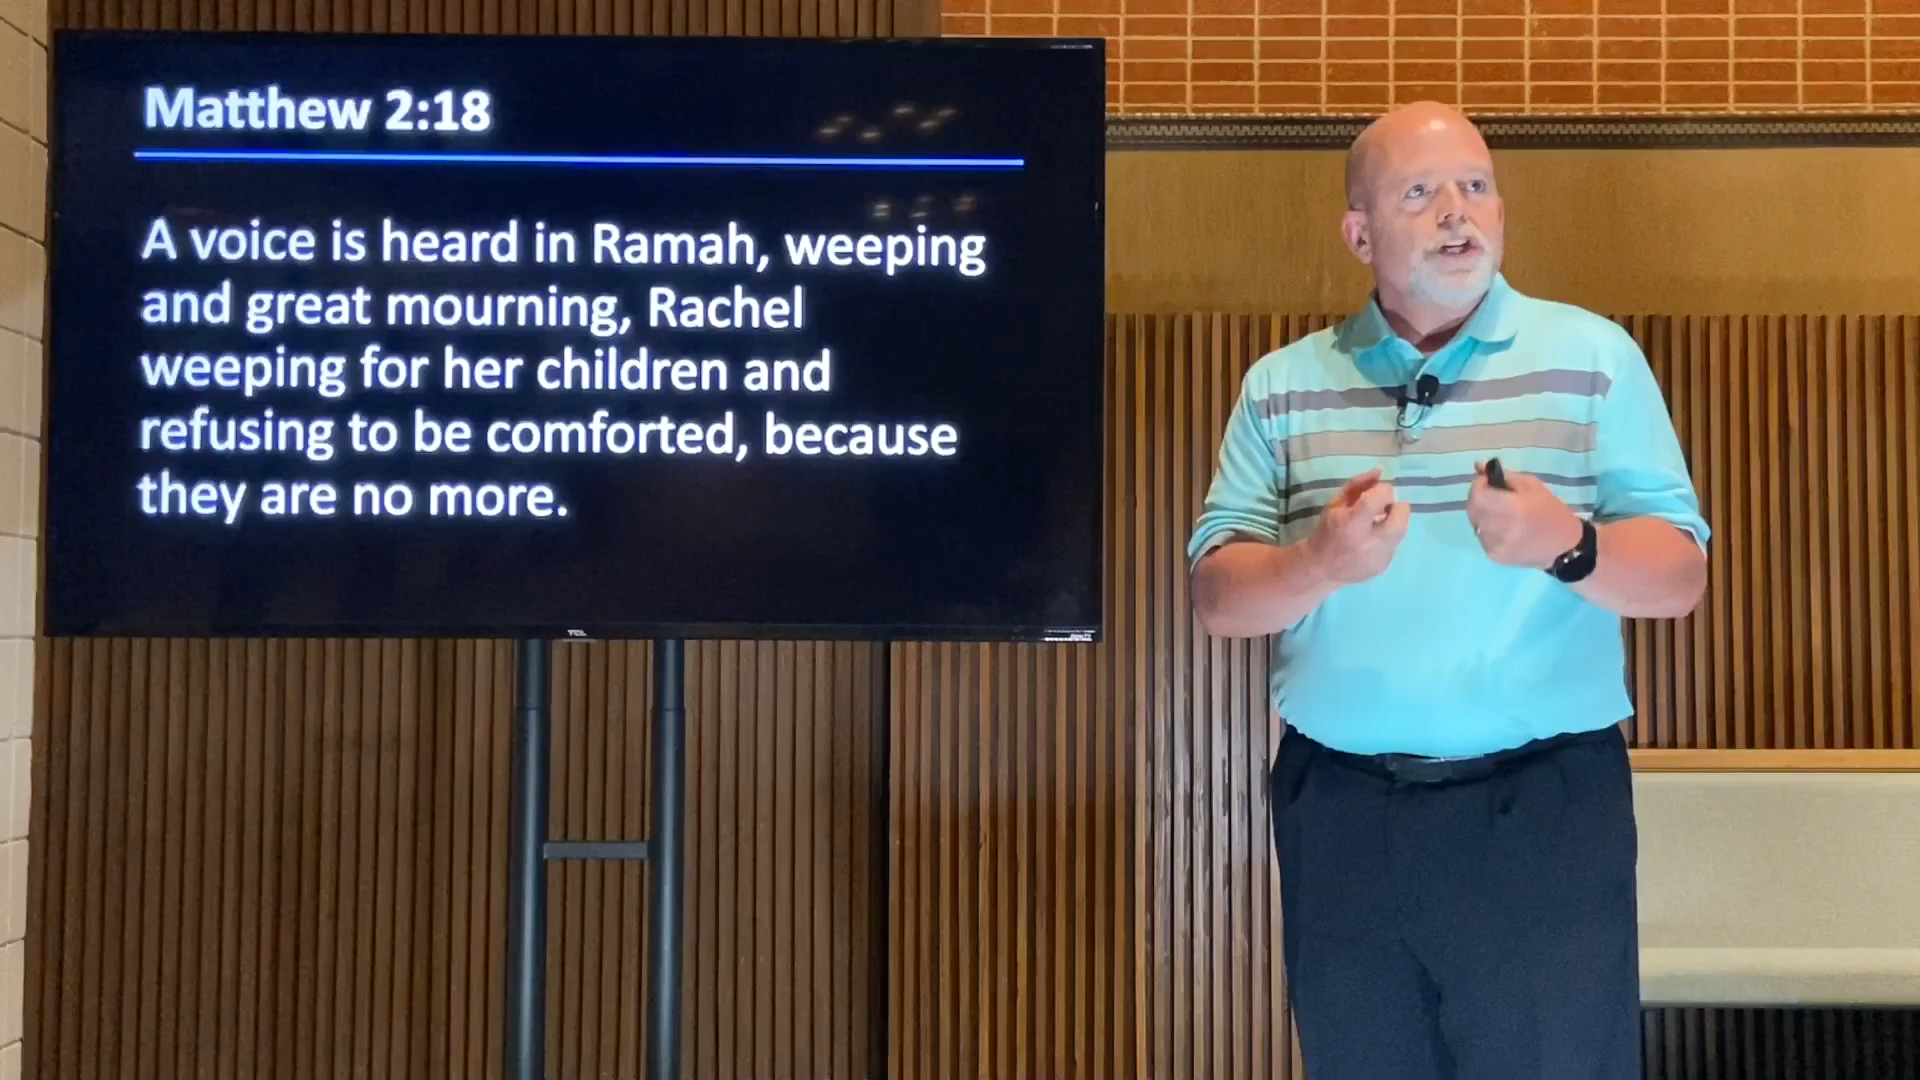 Matthew 2:18
A voice is heard in Ramah, weeping
and great mourning, Rachel
weeping for her children and
refusing to be comforted, because
they are no more.
TCL